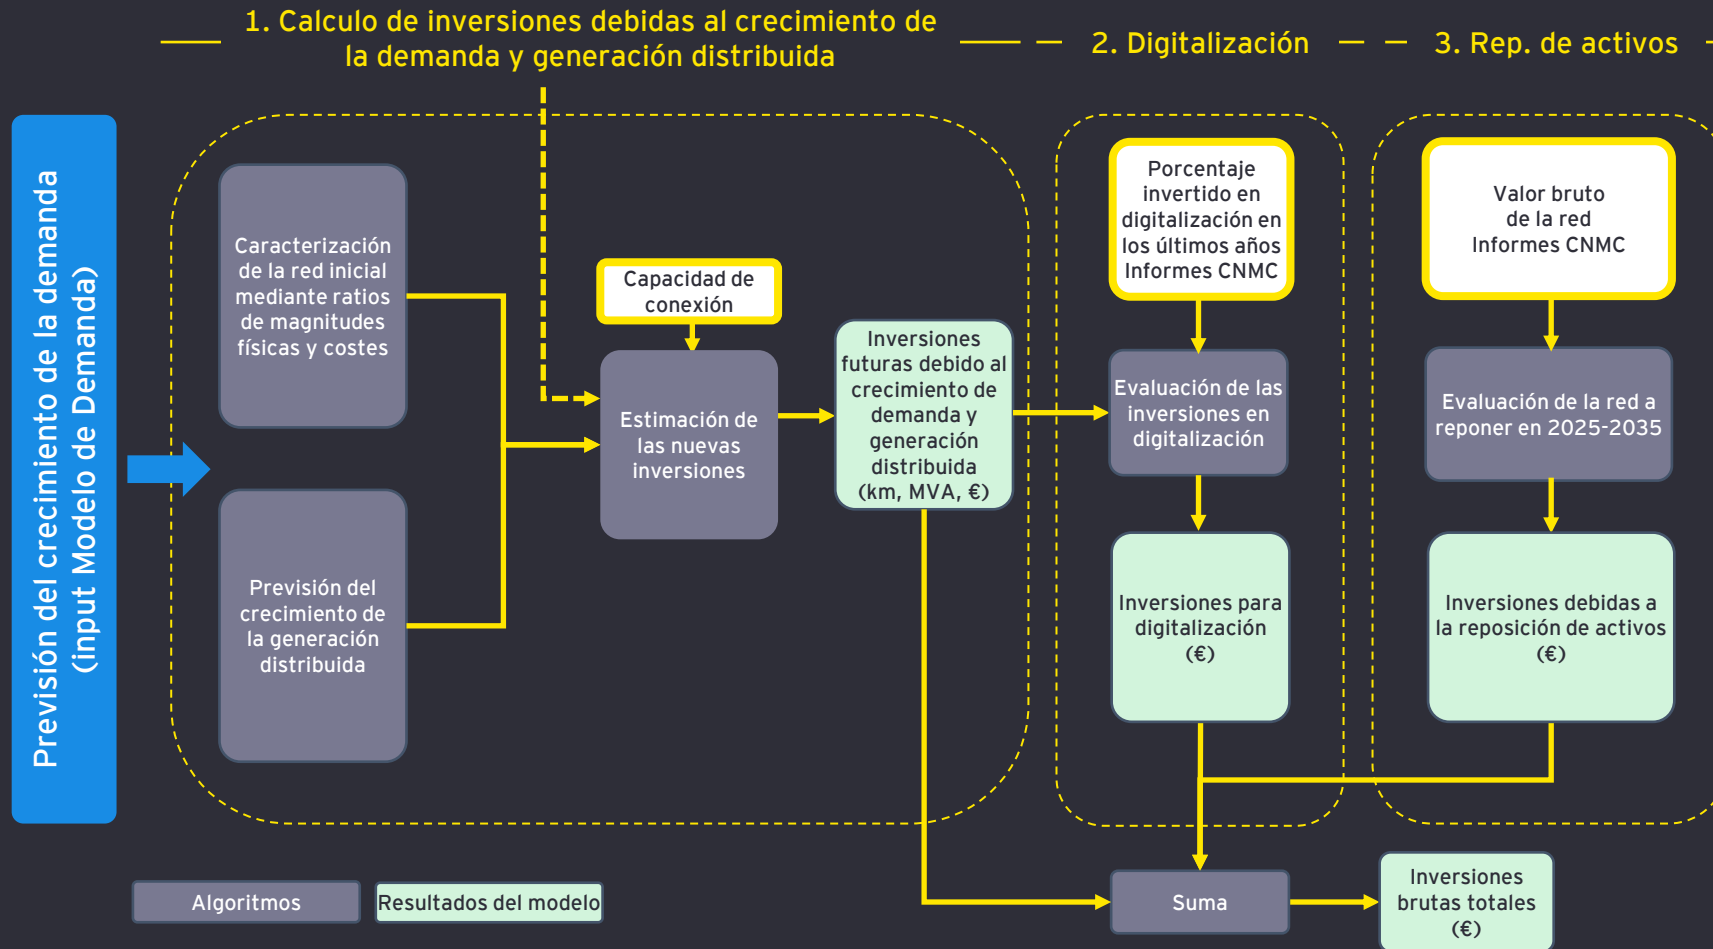 1. Calculo de inversiones debidas al crecimiento de
la demanda y generación distribuida
2. Digitalización
3. Rep. de activos
Previsión del crecimiento de la demanda
(input Modelo de Demanda)
Caracterización
de la red inicial
mediante ratios
de magnitudes
físicas y costes
Previsión del
crecimiento de
la generación
distribuida
Capacidad de
conexión
Estimación de
las nuevas
inversiones
Inversiones
futuras debido al
crecimiento de
demanda y
generación
distribuida
(km, MVA, €)
Porcentaje
invertido en
digitalización en
los últimos años
Informes CNMC
Evaluación de las
inversiones en
digitalización
Inversiones para
digitalización
(€)
Valor bruto
de la red
Informes CNMC
Evaluación de la red a
reponer en 2025-2035
Inversiones debidas a
la reposición de activos
(€)
Algoritmos
Resultados del modelo
Suma
Inversiones
brutas totales
(€)